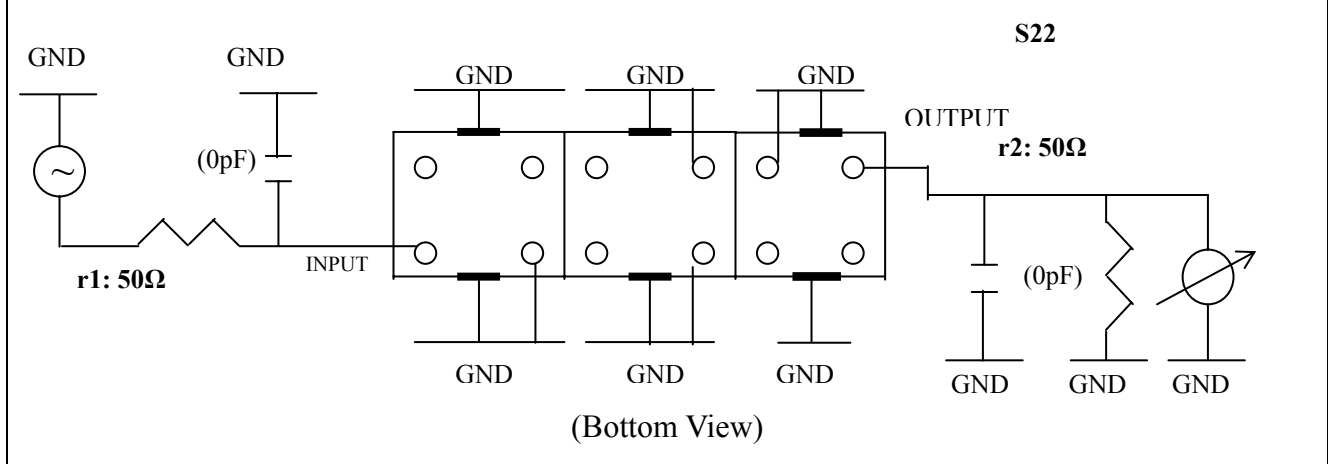 S22
GND
GND
GND
GND
GND
OUTPUT
r2: 50Ω
(0pF)
~
INPUT
r1: 50Ω
(0pF)
GND
GND
GND
GND
GND
GND
(Bottom View)